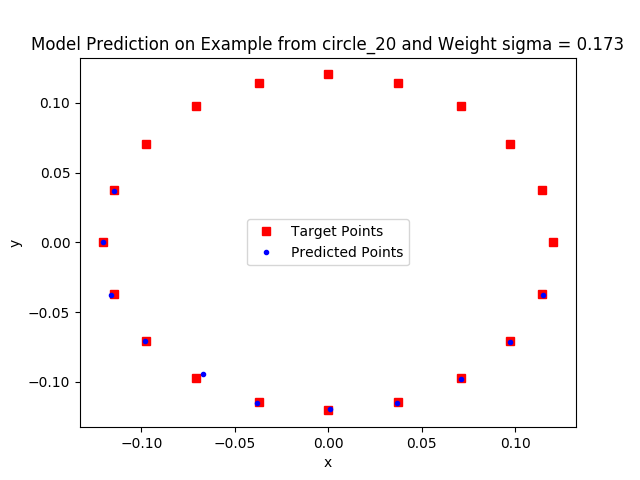 Model Prediction on Example from circle_20 and Weight sigma = 0.173
0.10
0.05
0.00
−0.05
−0.10
y
Target Points
Predicted Points
−0.10
−0.05
0.00
0.05
0.10
x